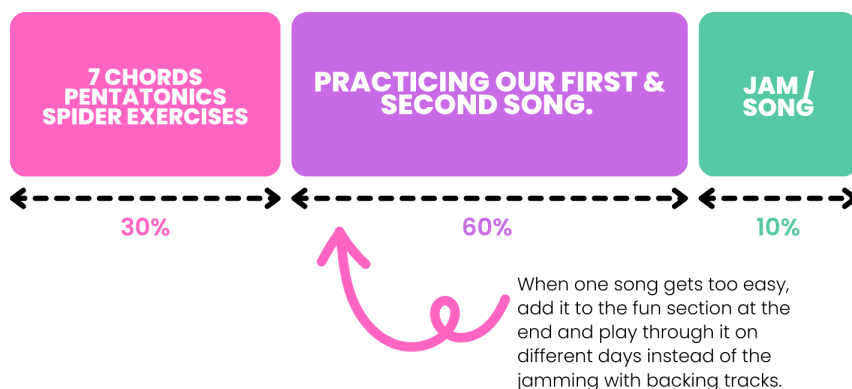 7 CHORDS
PENTATONICS
SPIDER EXERCISES
PRACTICING OUR FIRST &
SECOND SONG.
JAM /
SONG
30%
60%
10%
When one song gets too easy,
add it to the fun section at the
end and play through it on
different days instead of the
jamming with backing tracks.